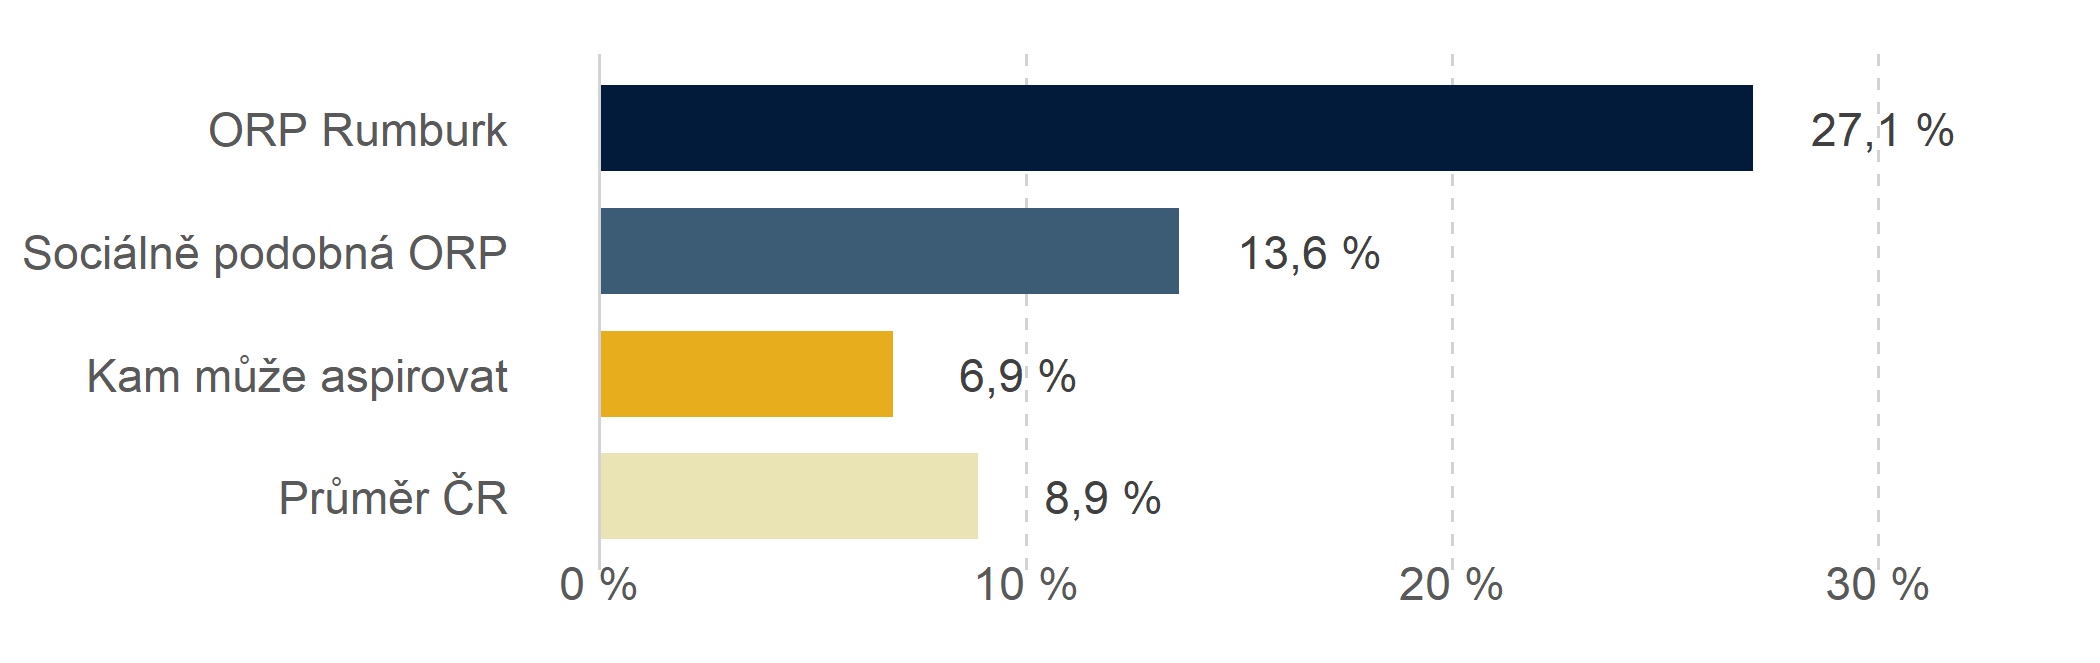 ORP Rumburk 27,1 %
Sociálně podobná ORP 13,6 %
Kam může aspirovat 6,9 %
Průměr ČR 8,9 %
0 % 10 % 20 % 30 %